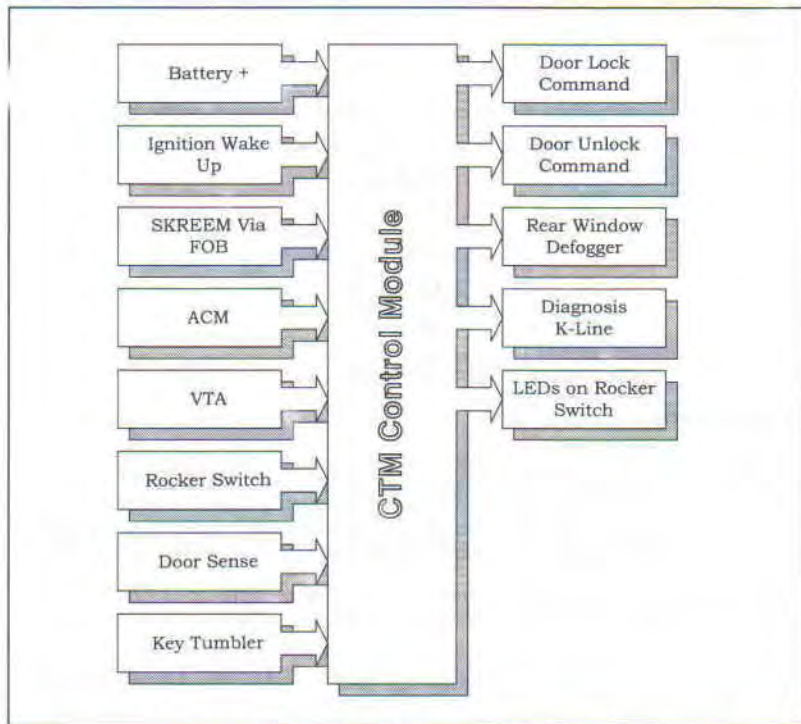 Battery +
Ignition Wake
Up
SKREEM Via
FOB
ACM
VTA
Rocker Switch
Door Sense
Key Tumbler
CTM Control Module
Door Lock
Command
Door Unlock
Command
Rear Window
Defogger
Diagnosis
K-Line
LEDs on Rocker
Switch